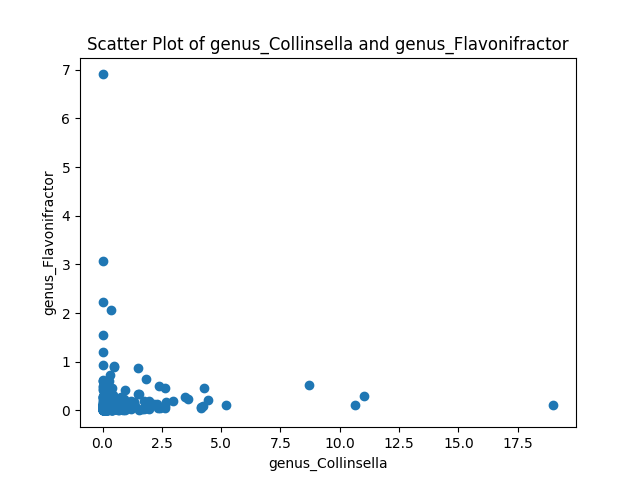 Scatter Plot of genus_Collinsella and genus_Flavonifractor
7
6
5
4
3
2
1
0
genus_Flavonifractor
0.0 2.5 5.0 7.5 10.0 12.5 15.0 17.5
genus_Collinsella